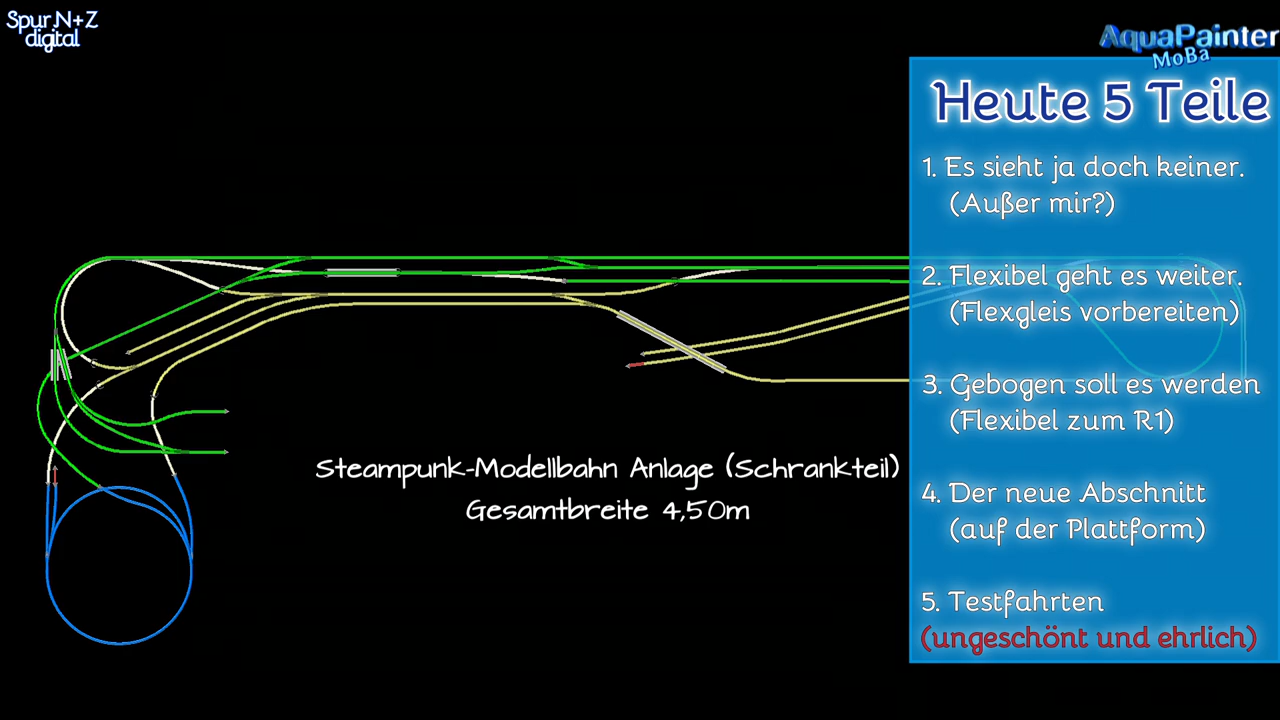 Spur N+Z
digital
AquaPainter
MoBa
Heute 5 Teile
1. Es sieht ja doch keiner.
(Außer mir?)
2. Flexibel geht es weiter.
(Flexgleis vorbereiten)
3. Gebogen soll es werden
(Flexibel zum R1)
4. Der neue Abschnitt
(auf der Plattform)
5. Testfahrten
(ungeschönt und ehrlich)
Steampunk-Modellbahn Anlage (Schrankteil)
Gesamtbreite 4,50m